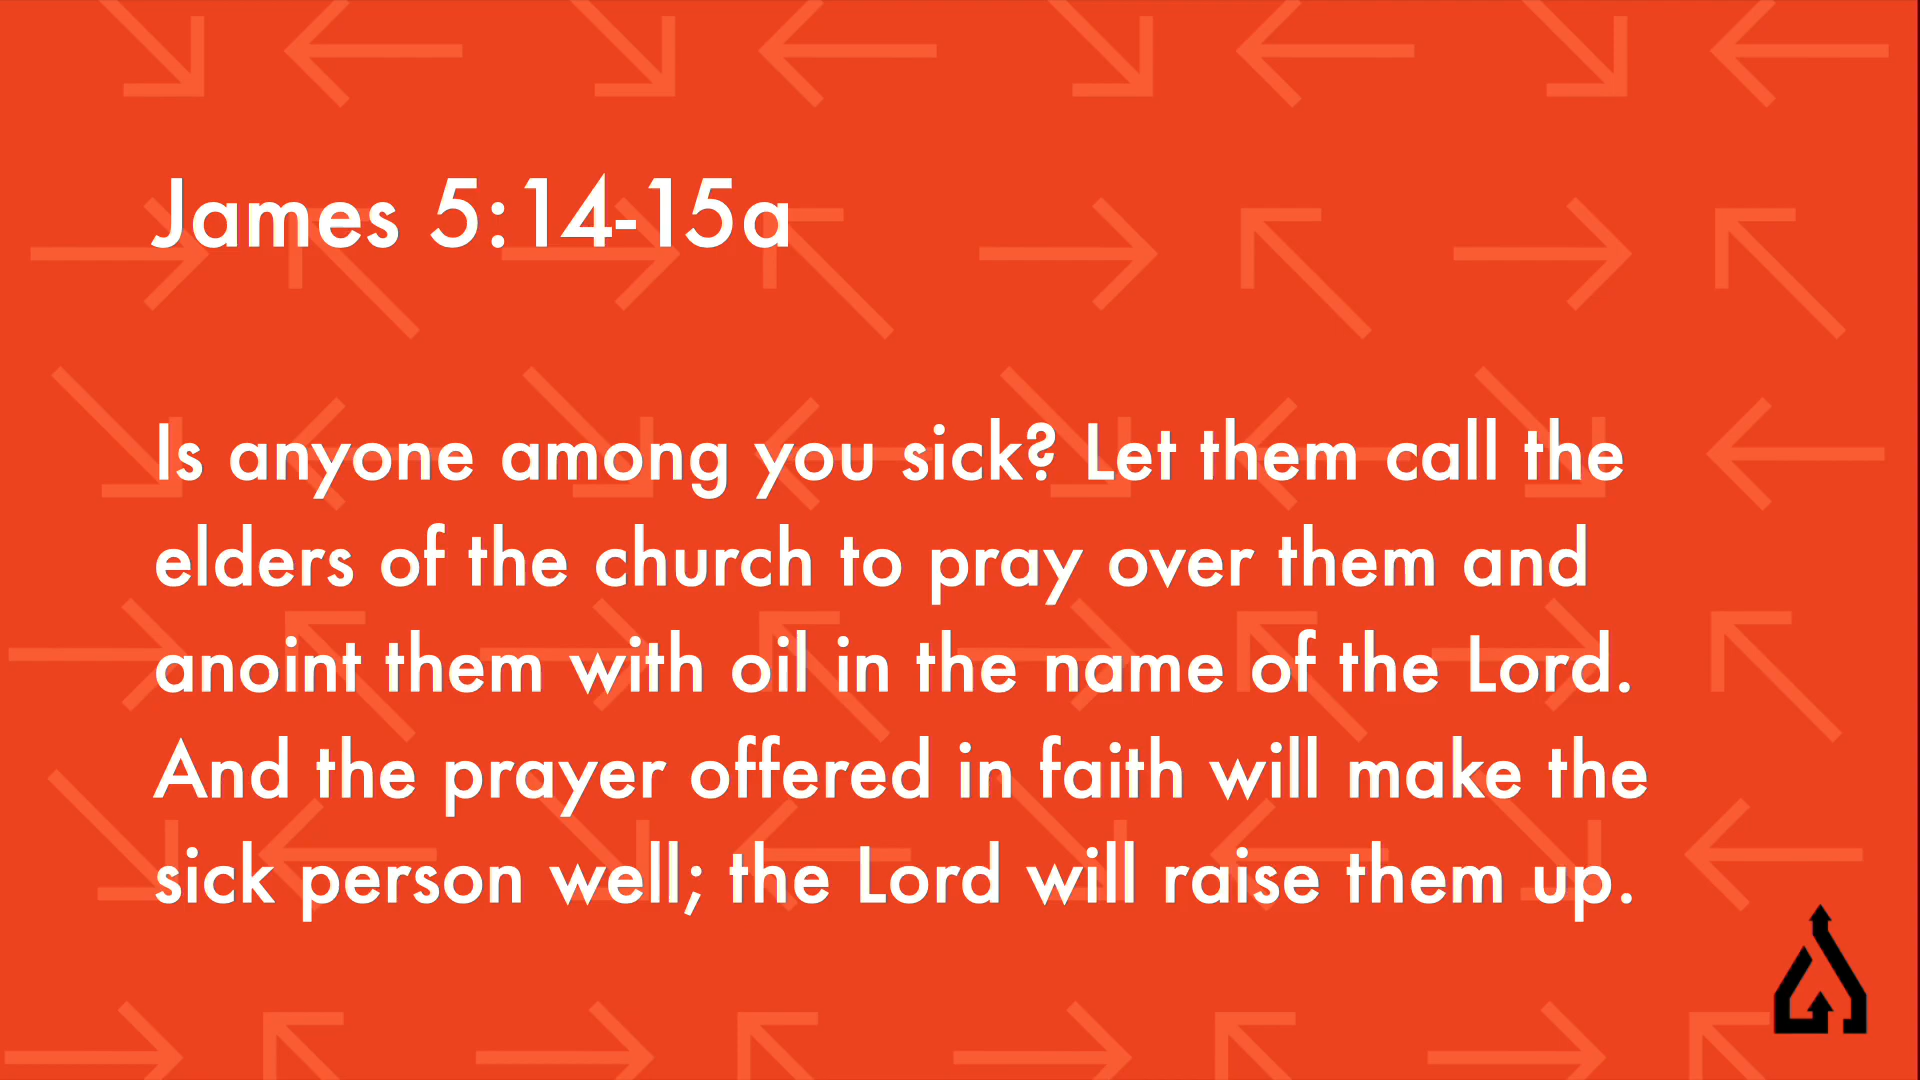 James 5:14-15a
Is anyone among you sick? Let them call the
elders of the church to pray over them and
anoint them with oil in the name of the Lord.
And the prayer offered in faith will make the
sick person well; the Lord will raise them up.